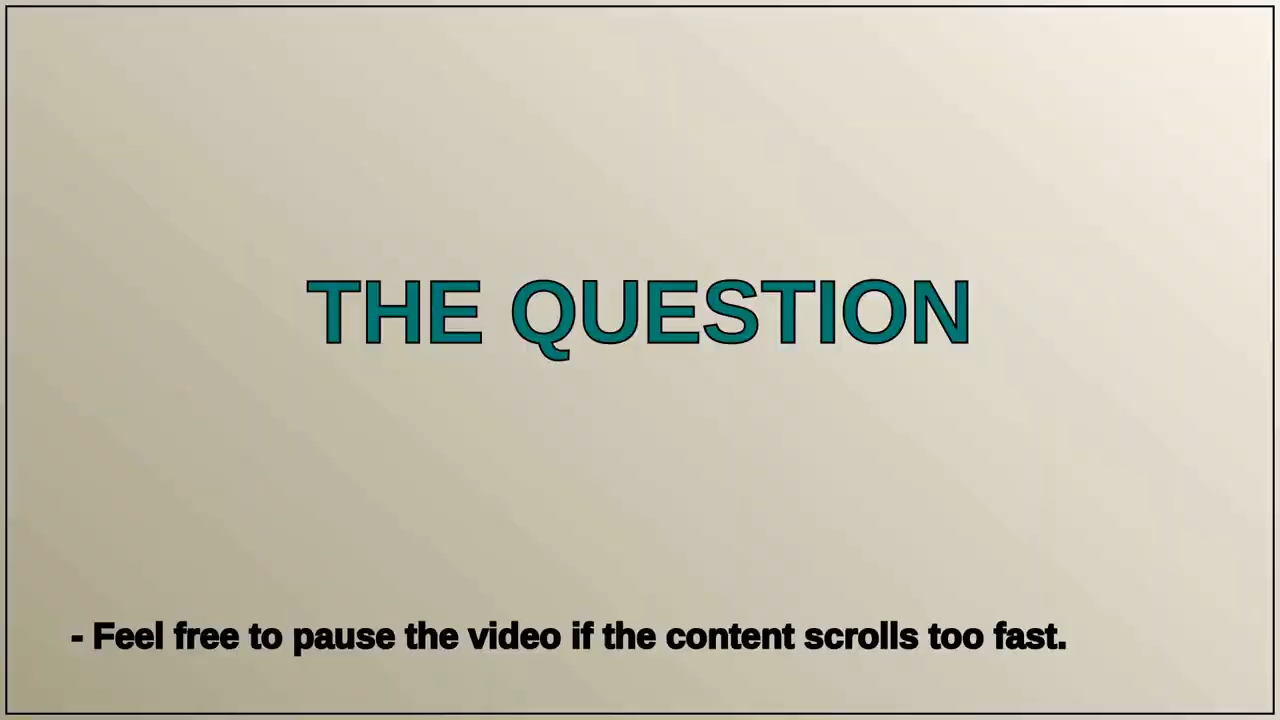 THE QUESTION
- Feel free to pause the video if the content scrolls too fast.